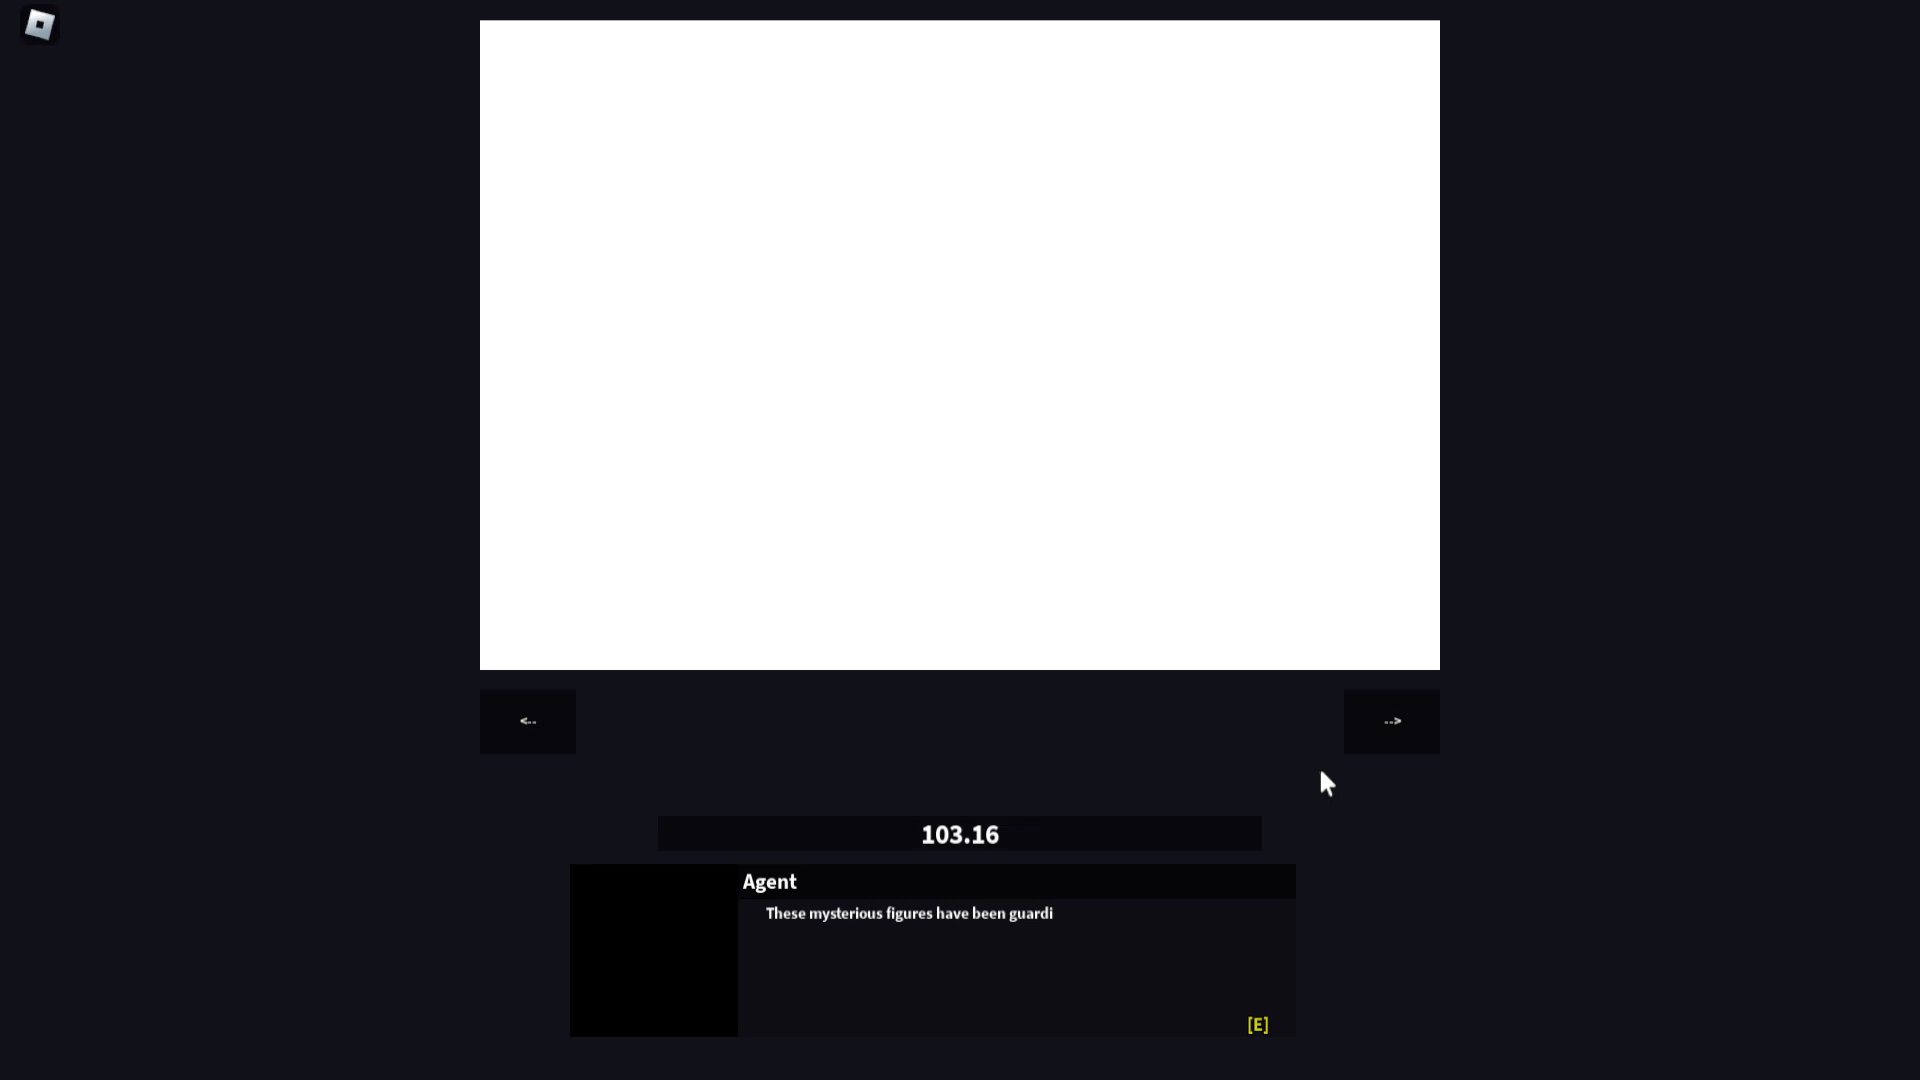 <--
-->
103.16
Agent
These mysterious figures have been guardi
[E]